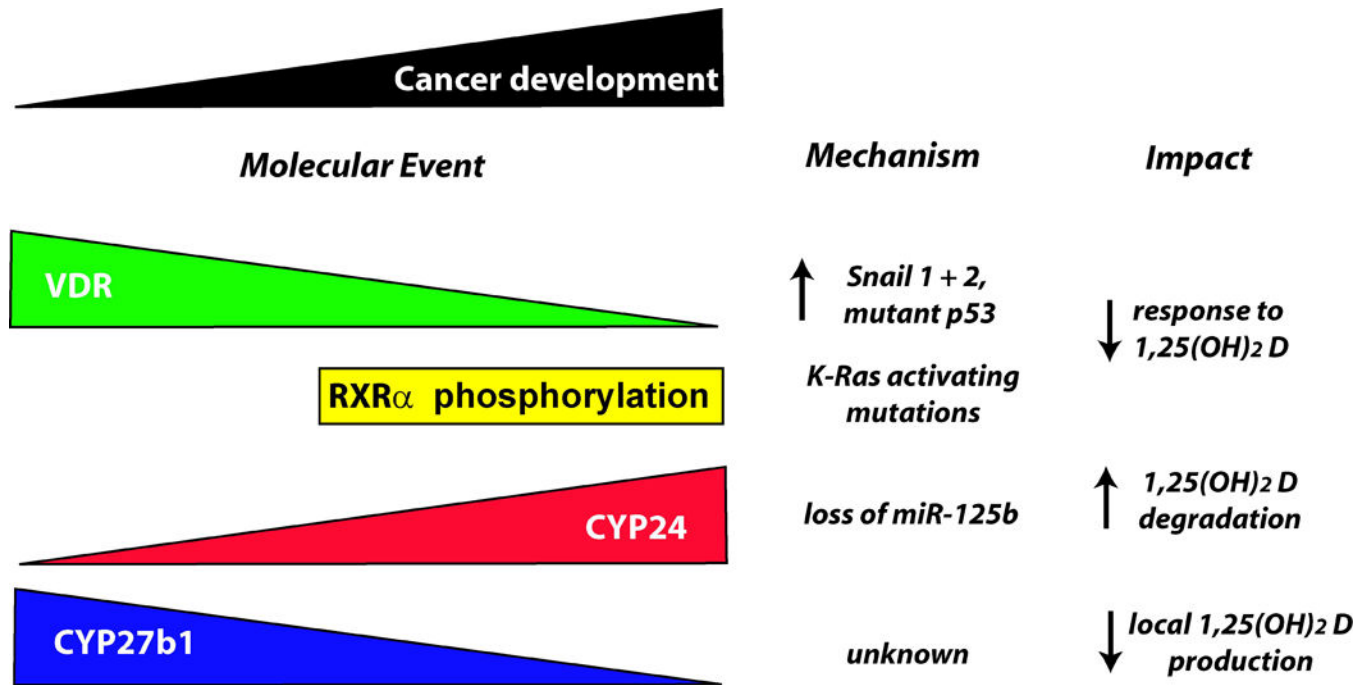 Cancer development
Molecular Event
Mechanism
Impact
VDR
↑ Snail 1 + 2,
mutant p53
↓ response to
1,25(OH)2 D
RXRα phosphorylation
K-Ras activating
mutations
CYP24
loss of miR-125b
↑ 1,25(OH)2 D
degradation
CYP27b1
unknown
↓ local 1,25(OH)2 D
production